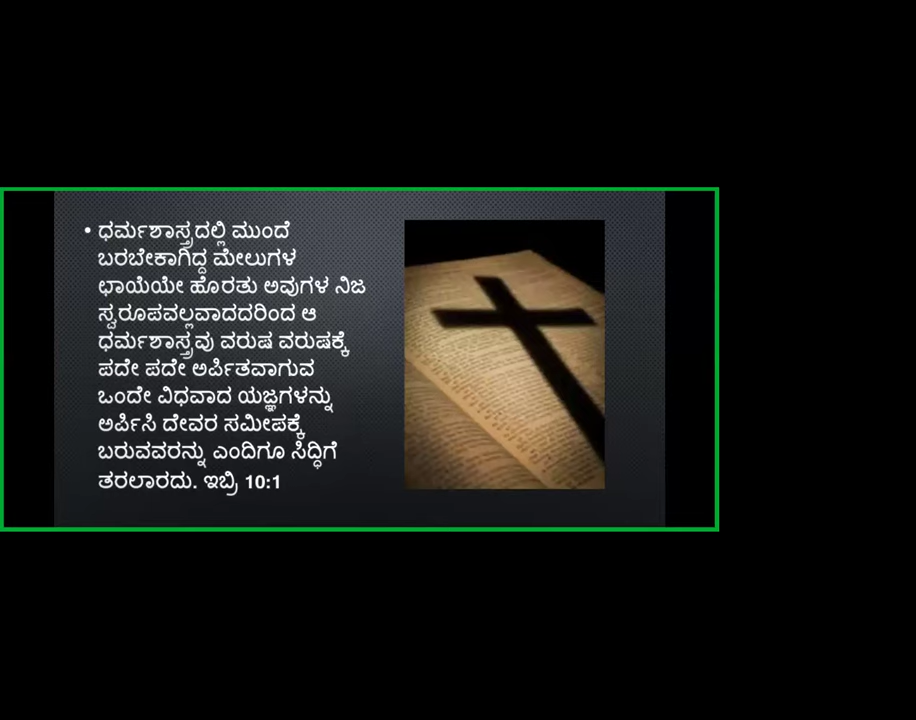 • ಧರ್ಮಶಾಸ್ತ್ರದಲ್ಲಿ ಮುಂದೆ
ಬರಬೇಕಾಗಿದ್ದ ಮೇಲುಗಳ
ಛಾಯೆಯೇ ಹೊರತು ಅವುಗಳ ನಿಜ
ಸ್ವರೂಪವಲ್ಲವಾದದರಿಂದ ಆ
ಧರ್ಮಶಾಸ್ತ್ರವು ವರುಷ ವರುಷಕ್ಕೆ
ಪದೇ ಪದೇ ಅರ್ಪಿತವಾಗುವ
ಒಂದೇ ವಿಧವಾದ ಯಜ್ಞಗಳನ್ನು
ಅರ್ಪಿಸಿ ದೇವರ ಸಮೀಪಕ್ಕೆ
ಬರುವವರನ್ನು ಎಂದಿಗೂ ಸಿದ್ಧಿಗೆ
ತರಲಾರದು. ಇಬ್ರಿ 10:1